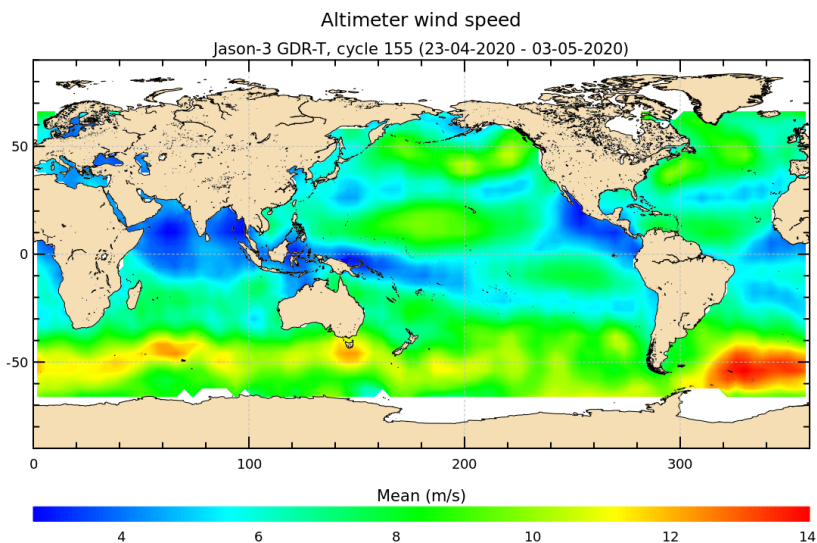 Altimeter wind speed
Jason-3 GDR-T, cycle 155 (23-04-2020 - 03-05-2020)
50
0
-50
0 100 200 300
Mean (m/s)
4 6 8 10 12 14